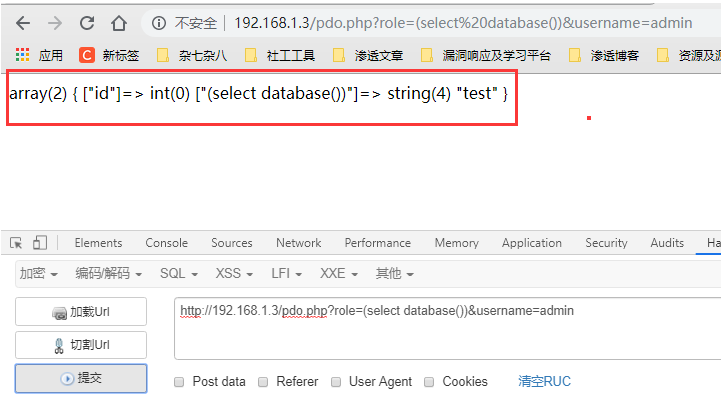 不安全 | 192.168.1.3/pdo.php?role=(select%20database())&username=admin
应用 新标签 杂七杂八 社工工具 渗透文章 漏洞响应及学习平台 渗透博客 资源及
array(2) { ["id"]=> int(0) ["(select database())"]=> string(4) "test" }
Elements Console Sources Network Performance Memory Application Security Audits Ha
加密 编码/解码 SQL XSS LFI XXE 其他
加载Url
http://192.168.1.3/pdo.php?role=(select database())&username=admin
切割Url
提交
Post data Referer User Agent Cookies 清空RUC